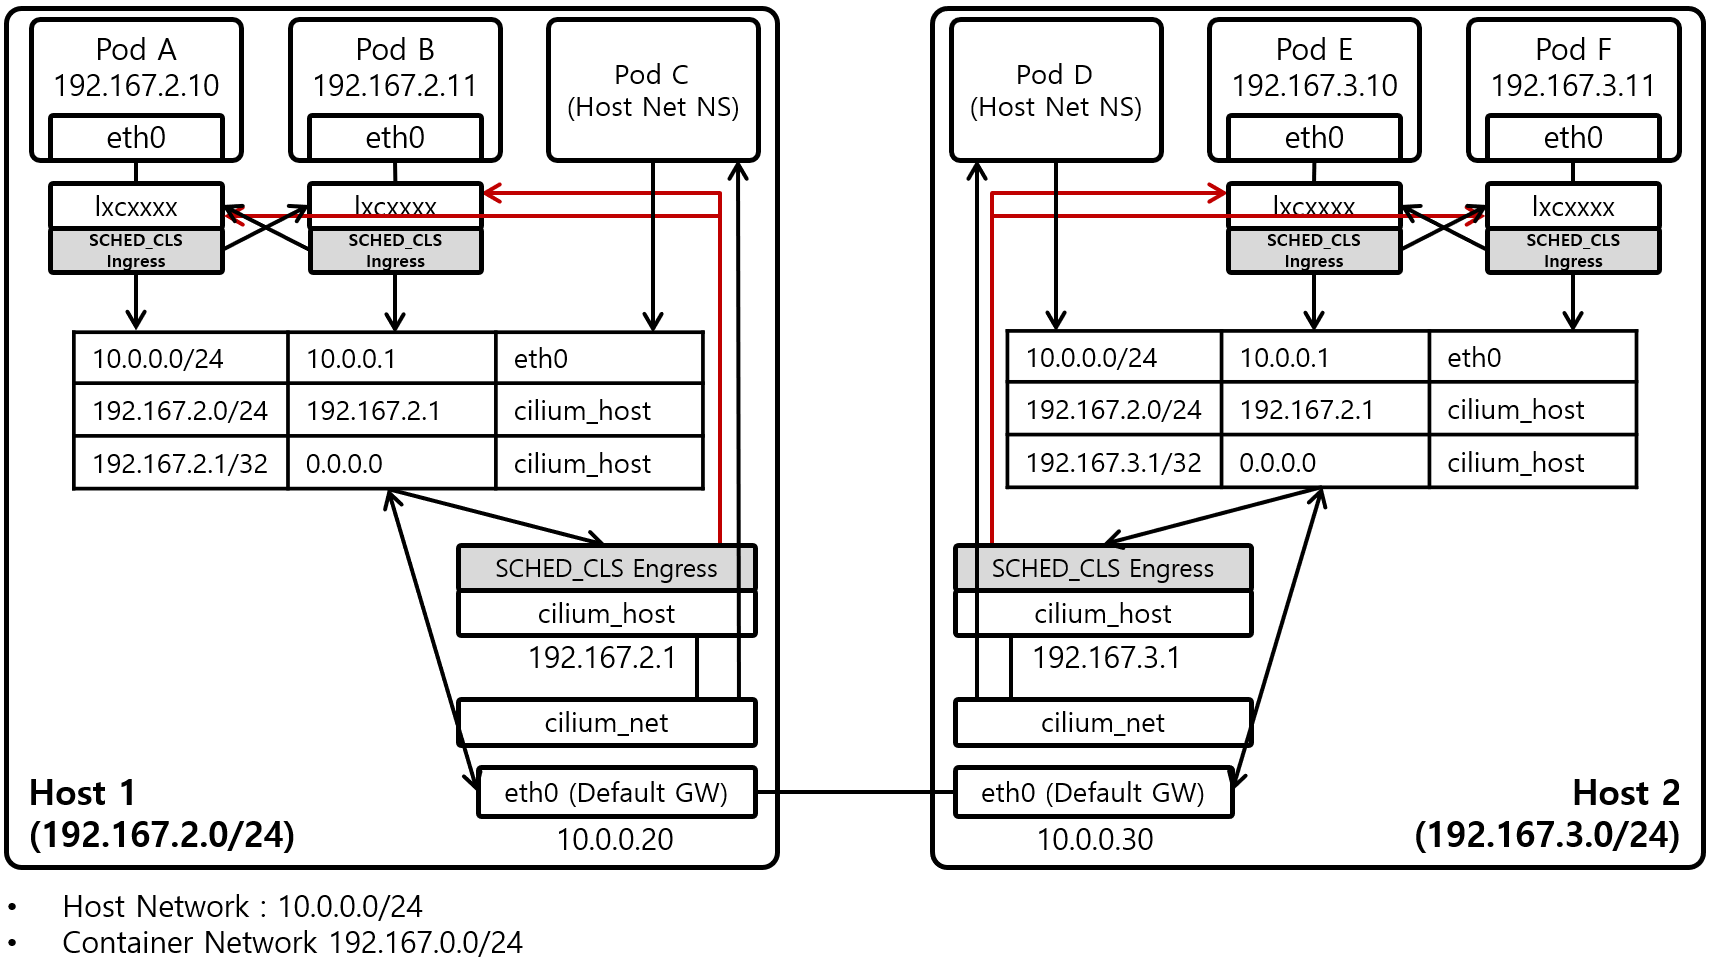 Pod A
192.167.2.10
eth0
lxcxxxx
SCHED_CLS
Ingress
Pod B
192.167.2.11
eth0
lxcxxxx
SCHED_CLS
Ingress
Pod C
(Host Net NS)
10.0.0.0/24 10.0.0.1 eth0
192.167.2.0/24 192.167.2.1 cilium_host
192.167.2.1/32 0.0.0.0 cilium_host
SCHED_CLS Engress
cilium_host
192.167.2.1
cilium_net
eth0 (Default GW)
10.0.0.20
Host 1
(192.167.2.0/24)
Pod D
(Host Net NS)
Pod E
192.167.3.10
eth0
lxcxxxx
SCHED_CLS
Ingress
Pod F
192.167.3.11
eth0
lxcxxxx
SCHED_CLS
Ingress
10.0.0.0/24 10.0.0.1 eth0
192.167.2.0/24 192.167.2.1 cilium_host
192.167.3.1/32 0.0.0.0 cilium_host
SCHED_CLS Engress
cilium_host
192.167.3.1
cilium_net
eth0 (Default GW)
10.0.0.30
Host 2
(192.167.3.0/24)
• Host Network : 10.0.0.0/24
• Container Network 192.167.0.0/24